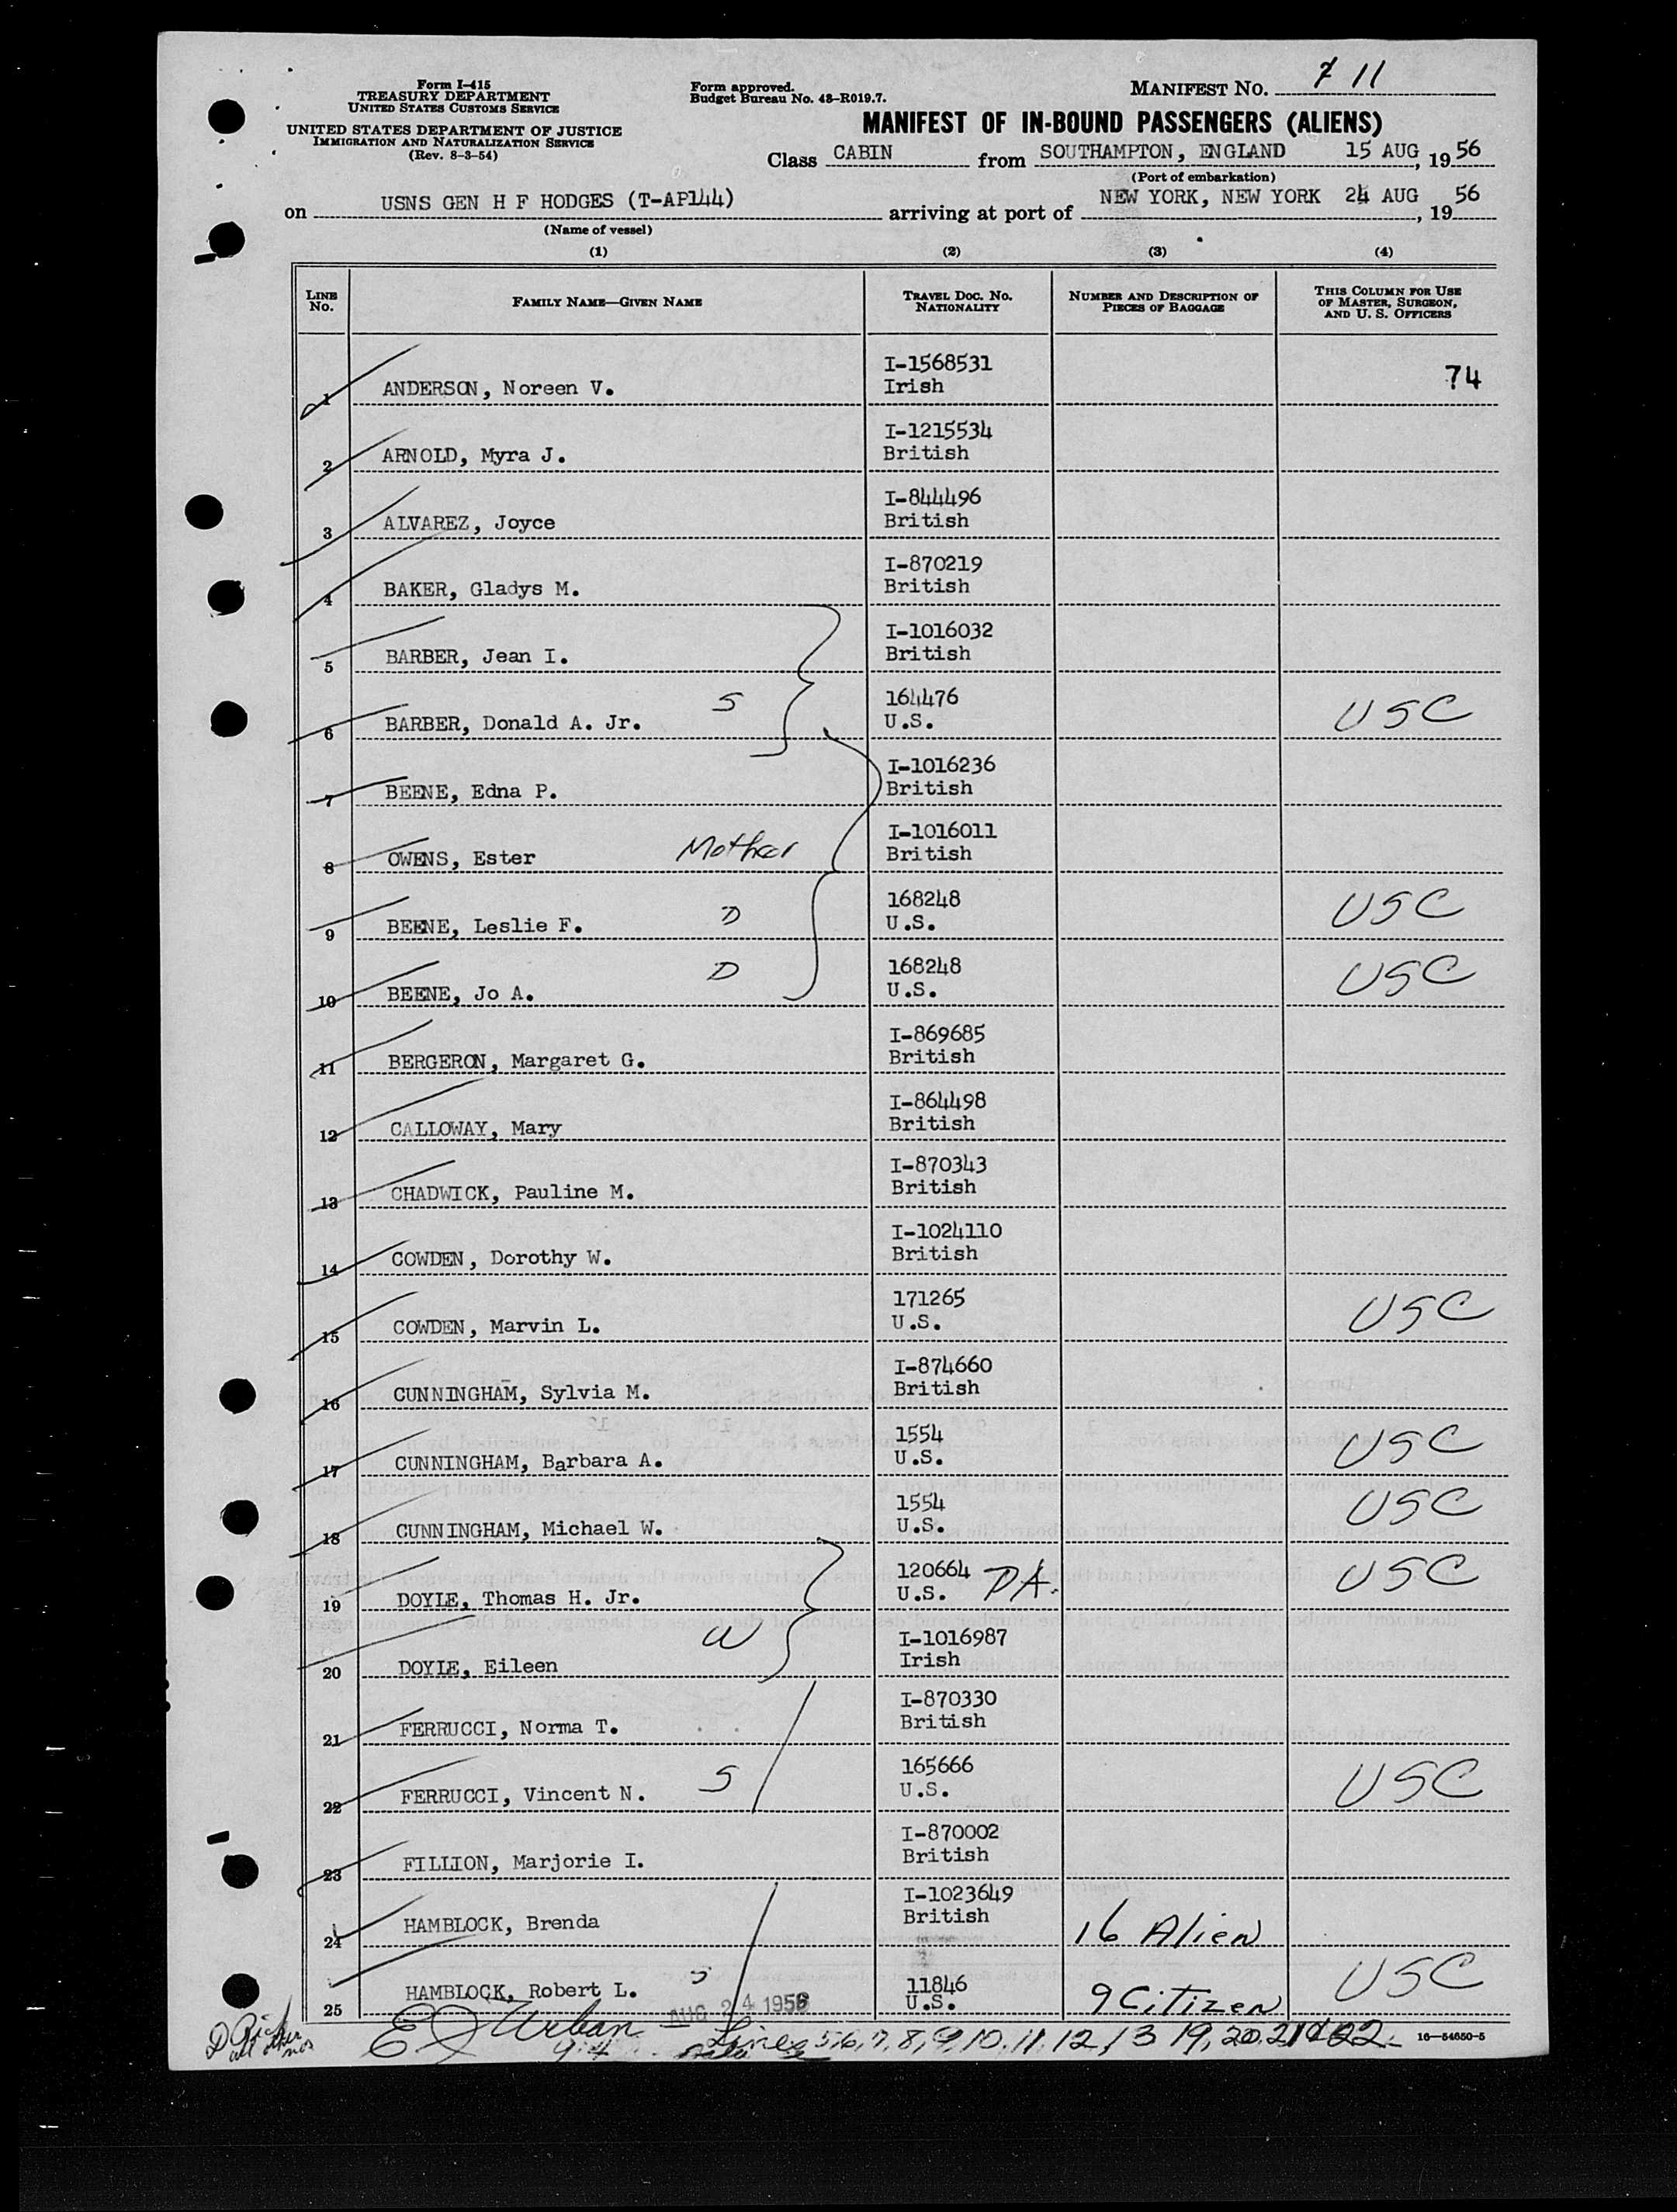 Form I-415
TREASURY DEPARTMENT
UNITED STATES CUSTOMS SERVICE
UNITED STATES DEPARTMENT OF JUSTICE
IMMIGRATION AND NATURALIZATION SERVICE
(Rev. 8-3-54)
Form approved.
Budget Bureau No. 43-R019.7.
MANIFEST NO. 7 11
MANIFEST OF IN-BOUND PASSENGERS (ALIENS)
Class CABIN from SOUTHAMPTON, ENGLAND 15 AUG, 1956
(Port of embarkation)
on USNS GEN H F HODGES (T-AP144) arriving at port of NEW YORK, NEW YORK 24 AUG, 1956
(Name of vessel)
(1) (2) (3) (4)
LINE NO. FAMILY NAME—GIVEN NAME TRAVEL DOC. NO. NATIONALITY NUMBER AND DESCRIPTION OF PIECES OF BAGGAGE THIS COLUMN FOR USE OF MASTER, SURGEON, AND U. S. OFFICERS
1 ANDERSON, Noreen V. I-1568531 Irish 74
2 ARNOLD, Myra J. I-1215534 British
3 ALVAREZ, Joyce I-844496 British
4 BAKER, Gladys M. I-870219 British
5 BARBER, Jean I. I-1016032 British
6 BARBER, Donald A. Jr. S 164476 U.S. USC
7 BEENE, Edna P. I-1016236 British
8 OWENS, Ester Mother I-1016011 British
9 BEENE, Leslie F. D 168248 U.S. USC
10 BEENE, Jo A. D 168248 U.S. USC
11 BERGERON, Margaret G. I-869685 British
12 CALLOWAY, Mary I-864498 British
13 CHADWICK, Pauline M. I-870343 British
14 COWDEN, Dorothy W. I-1024110 British
15 COWDEN, Marvin L. 171265 U.S. USC
16 CUNNINGHAM, Sylvia M. I-874660 British
17 CUNNINGHAM, Barbara A. 1554 U.S. USC
18 CUNNINGHAM, Michael W. 1554 U.S. USC
19 DOYLE, Thomas H. Jr. 120664 U.S. PA. USC
20 DOYLE, Eileen W I-1016987 Irish
21 FERRUCCI, Norma T. I-870330 British
22 FERRUCCI, Vincent N. S 165666 U.S. USC
23 FILLION, Marjorie I. I-870002 British
24 HAMBLOCK, Brenda I-1023649 British 16 Alien
25 HAMBLOCK, Robert L. S 11846 U.S. 9 Citizen USC
AUG 24 1956
E J Urban Lines 5,6,7,8,9,10,11,12,13 19,20,21 & 22
16—54650-5